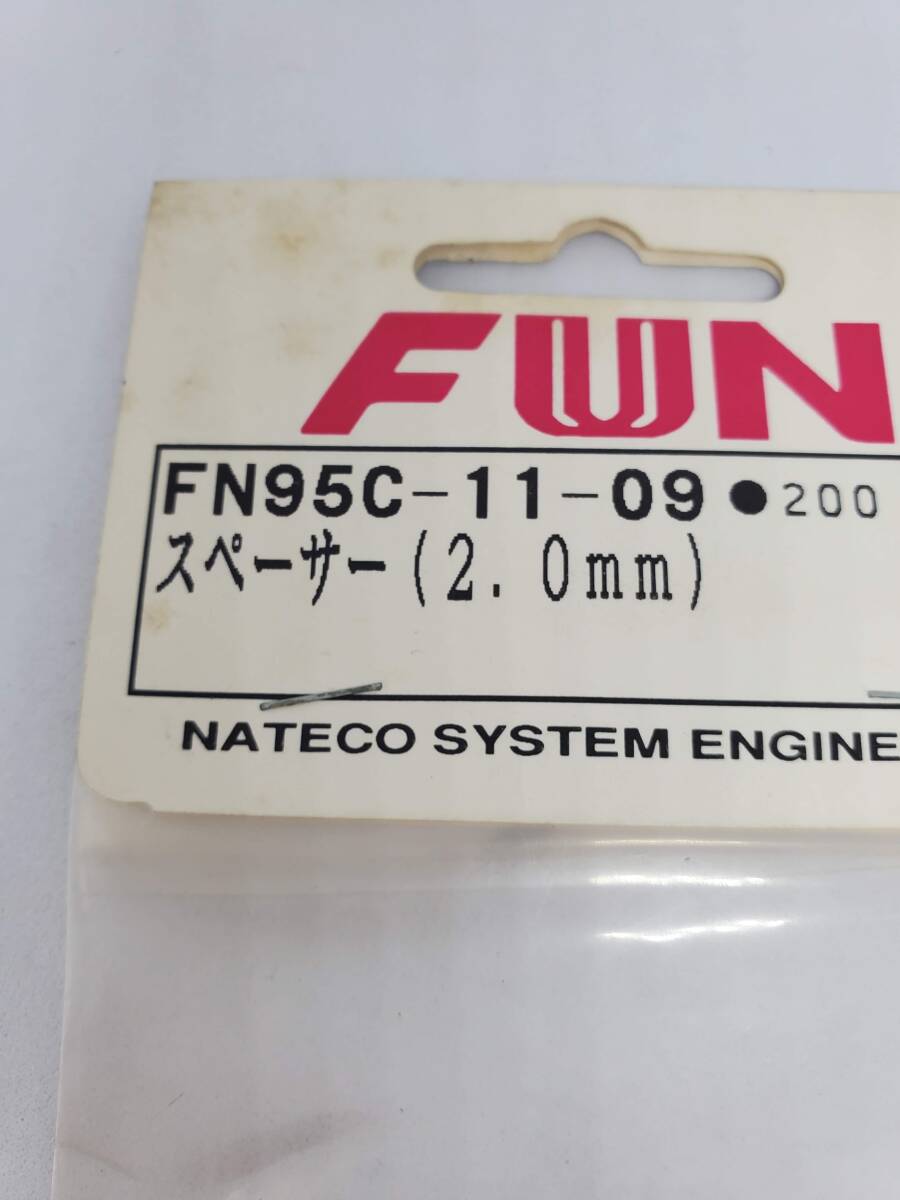 FUN
FN95C-11-09●200
スペーサー(2.0mm)
NATECO SYSTEM ENGINE